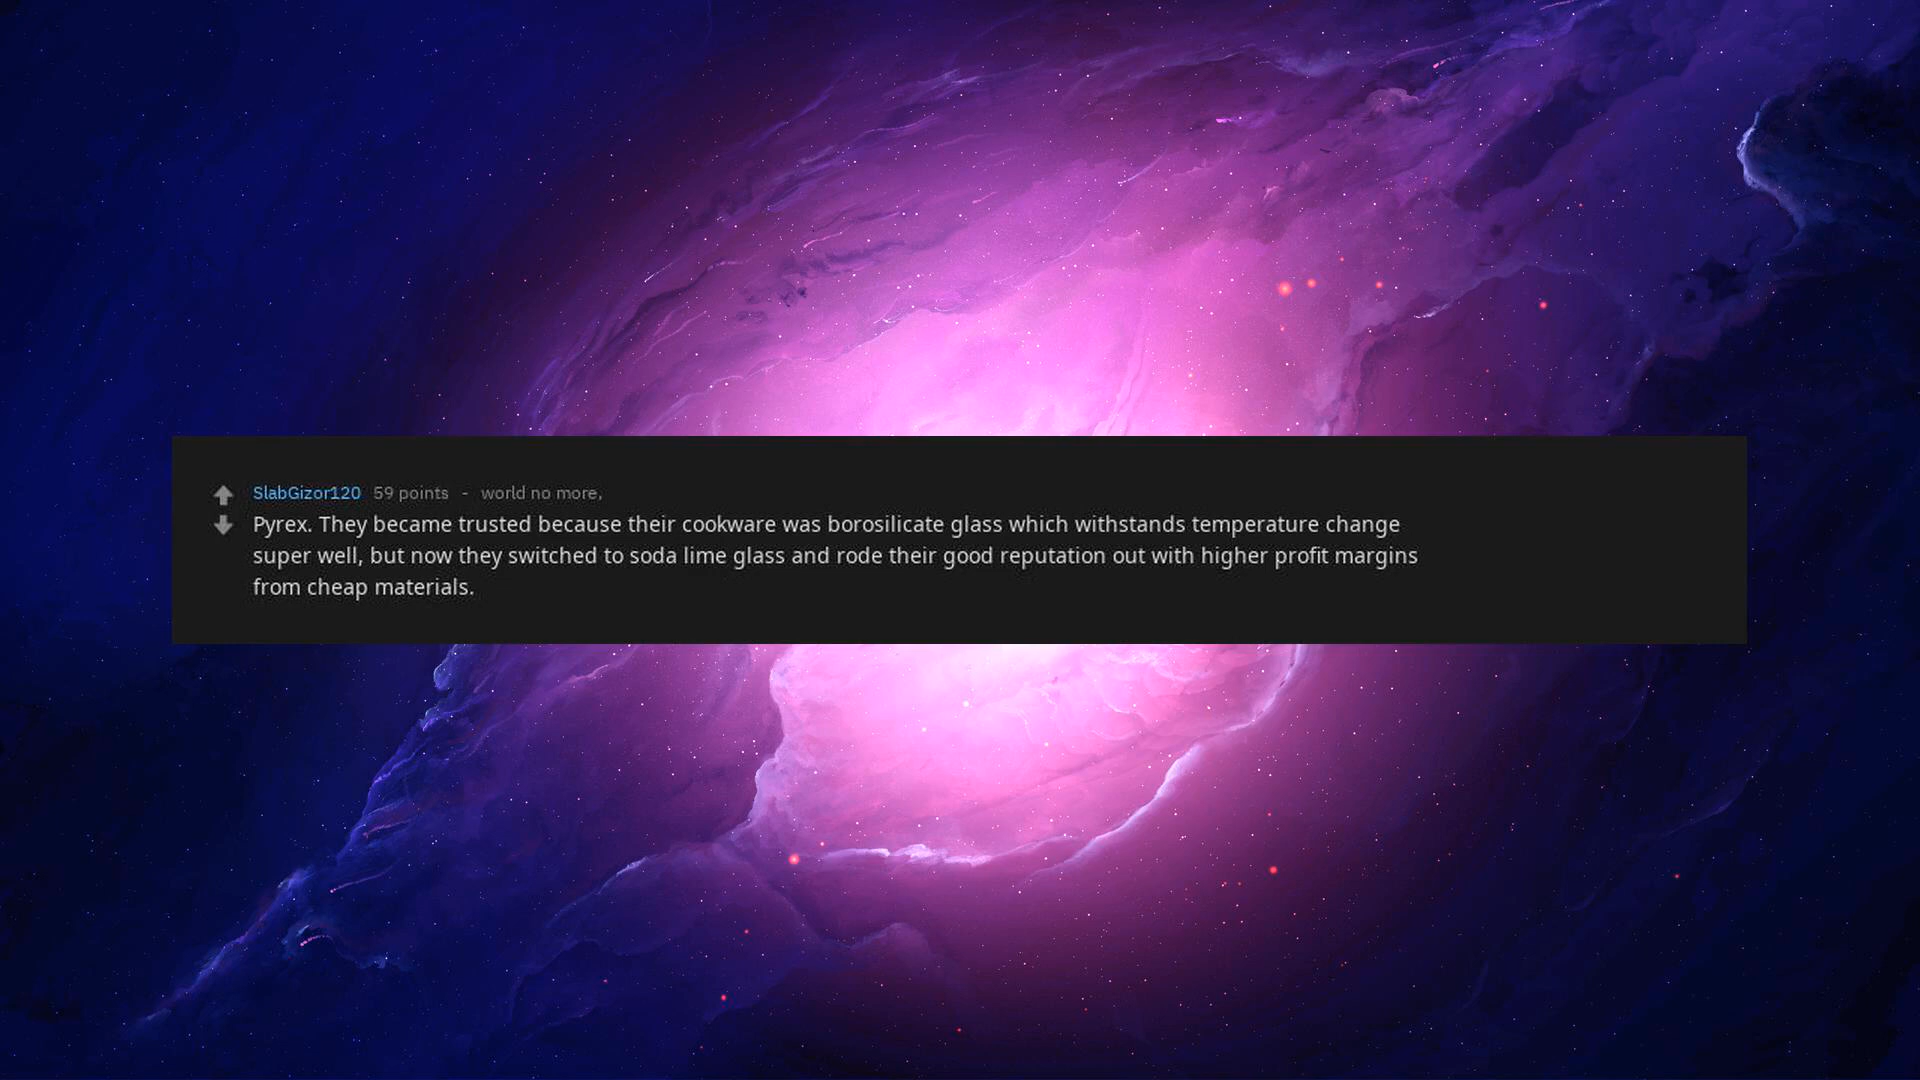 SlabGizor120 59 points - world no more,
Pyrex. They became trusted because their cookware was borosilicate glass which withstands temperature change
super well, but now they switched to soda lime glass and rode their good reputation out with higher profit margins
from cheap materials.